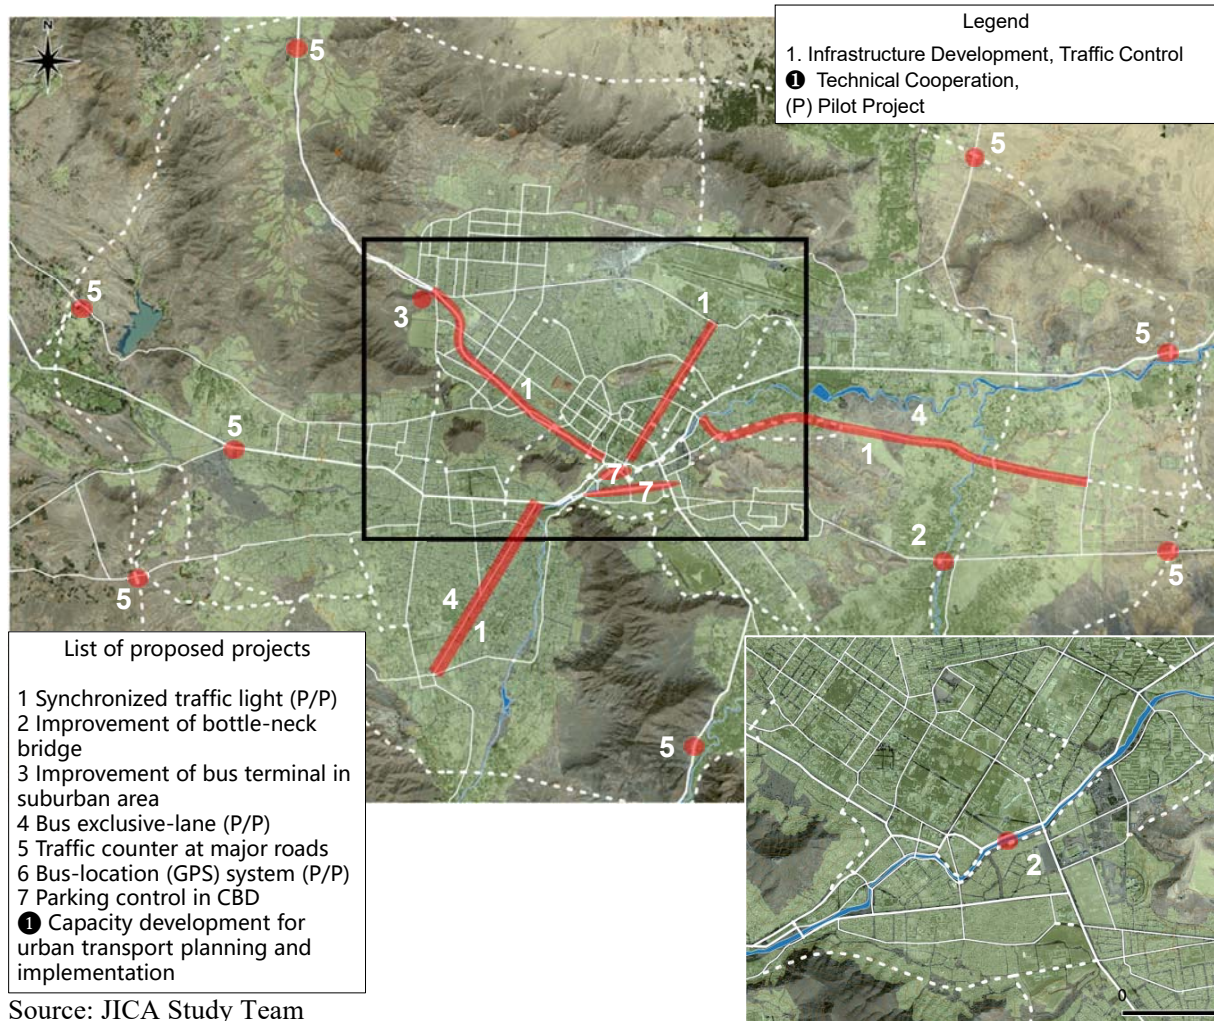 N
Legend
1. Infrastructure Development, Traffic Control
❶ Technical Cooperation,
(P) Pilot Project
5
5
5
3
1
1
5
4
5
1
7
7
2
5
5
4
1
5
List of proposed projects
1 Synchronized traffic light (P/P)
2 Improvement of bottle-neck
bridge
3 Improvement of bus terminal in
suburban area
4 Bus exclusive-lane (P/P)
5 Traffic counter at major roads
6 Bus-location (GPS) system (P/P)
7 Parking control in CBD
❶ Capacity development for
urban transport planning and
implementation
2
0
Source: JICA Study Team